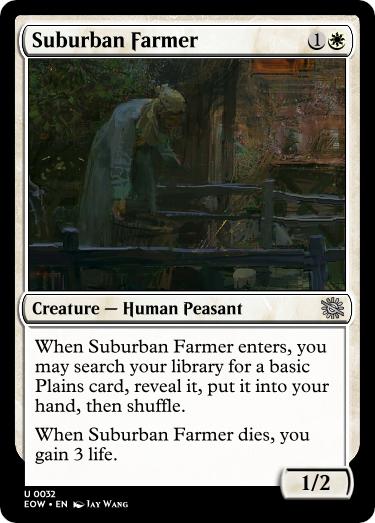 Suburban Farmer 1
Creature — Human Peasant
When Suburban Farmer enters, you
may search your library for a basic
Plains card, reveal it, put it into your
hand, then shuffle.
When Suburban Farmer dies, you
gain 3 life.
1/2
U 0032
EOW • EN Jay Wang